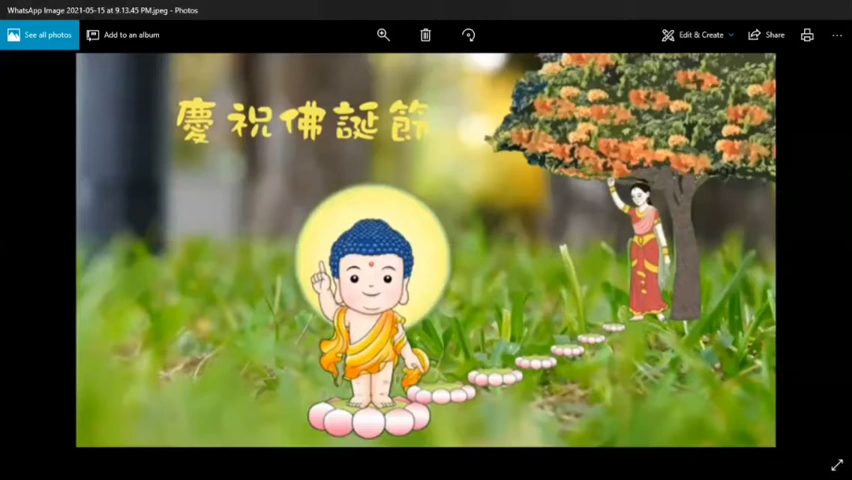 WhatsApp Image 2021-05-15 at 9.13.45 PM.jpeg - Photos
See all photos
Add to an album
Edit & Create
Share
慶祝佛誕節